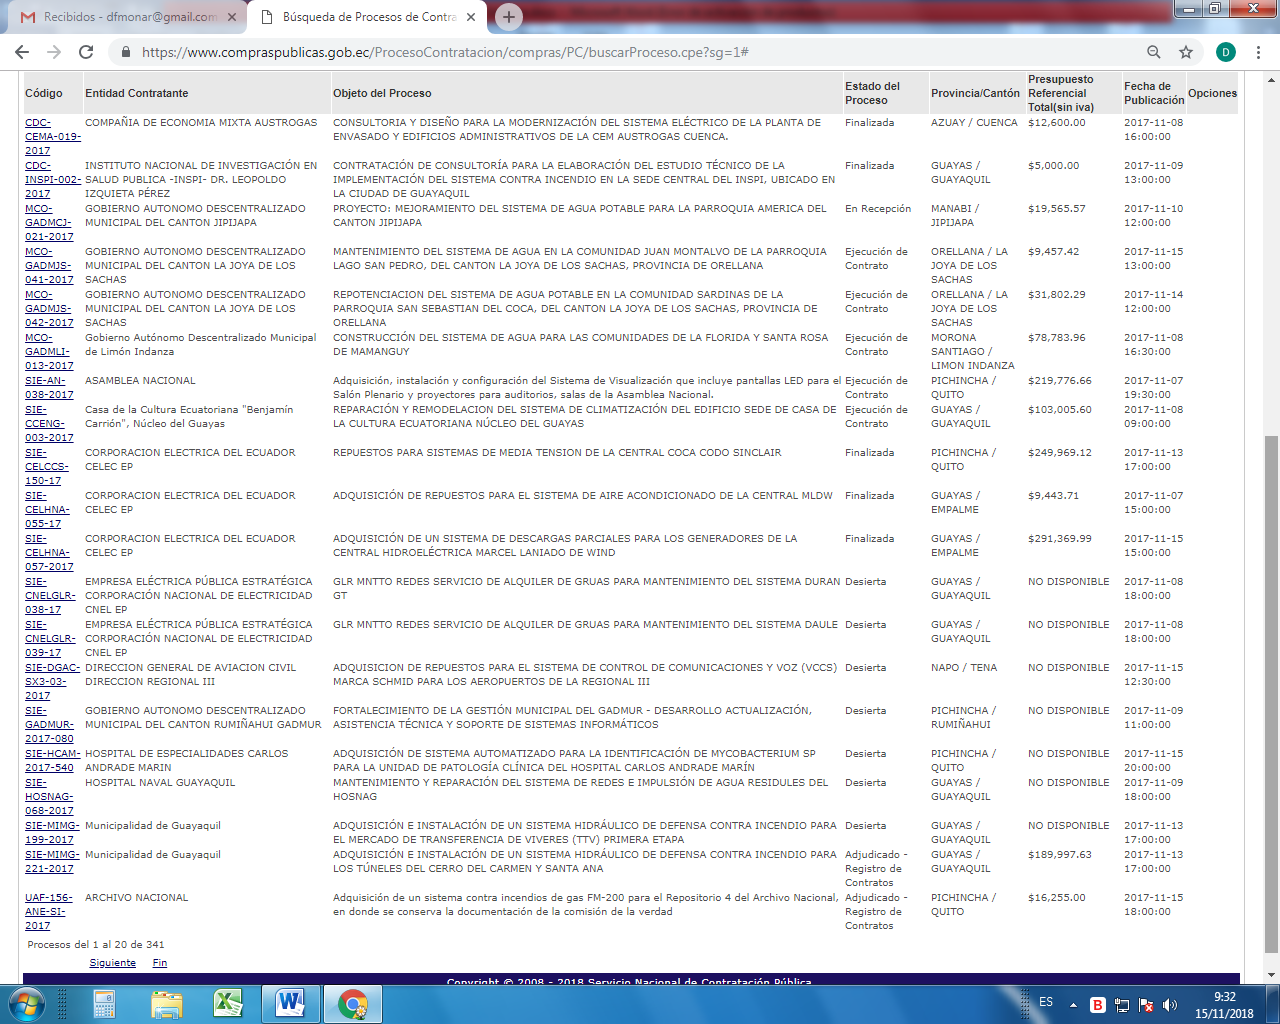 Recibidos - dfmonar@gmail.com
Búsqueda de Procesos de Contra
https://www.compraspublicas.gob.ec/ProcesoContratacion/compras/PC/buscarProceso.cpe?sg=1#
D
Código Entidad Contratante Objeto del Proceso Estado del Proceso Provincia/Cantón Presupuesto Referencial Total(sin iva) Fecha de Publicación Opciones
CDC-CEMA-019-2017 COMPAÑIA DE ECONOMIA MIXTA AUSTROGAS CONSULTORIA Y DISEÑO PARA LA MODERNIZACIÓN DEL SISTEMA ELÉCTRICO DE LA PLANTA DE ENVASADO Y EDIFICIOS ADMINISTRATIVOS DE LA CEM AUSTROGAS CUENCA. Finalizada AZUAY / CUENCA $12,600.00 2017-11-08 16:00:00
CDC-INSPI-002-2017 INSTITUTO NACIONAL DE INVESTIGACIÓN EN SALUD PUBLICA -INSPI- DR. LEOPOLDO IZQUIETA PÉREZ CONTRATACIÓN DE CONSULTORÍA PARA LA ELABORACIÓN DEL ESTUDIO TÉCNICO DE LA IMPLEMENTACIÓN DEL SISTEMA CONTRA INCENDIO EN LA SEDE CENTRAL DEL INSPI, UBICADO EN LA CIUDAD DE GUAYAQUIL Finalizada GUAYAS / GUAYAQUIL $5,000.00 2017-11-09 13:00:00
MCO-GADMCJ-021-2017 GOBIERNO AUTONOMO DESCENTRALIZADO MUNICIPAL DEL CANTON JIPIJAPA PROYECTO: MEJORAMIENTO DEL SISTEMA DE AGUA POTABLE PARA LA PARROQUIA AMERICA DEL CANTON JIPIJAPA En Recepción MANABI / JIPIJAPA $19,565.57 2017-11-10 12:00:00
MCO-GADMJS-041-2017 GOBIERNO AUTONOMO DESCENTRALIZADO MUNICIPAL DEL CANTON LA JOYA DE LOS SACHAS MANTENIMIENTO DEL SISTEMA DE AGUA EN LA COMUNIDAD JUAN MONTALVO DE LA PARROQUIA LAGO SAN PEDRO, DEL CANTON LA JOYA DE LOS SACHAS, PROVINCIA DE ORELLANA Ejecución de Contrato ORELLANA / LA JOYA DE LOS SACHAS $9,457.42 2017-11-15 13:00:00
MCO-GADMJS-042-2017 GOBIERNO AUTONOMO DESCENTRALIZADO MUNICIPAL DEL CANTON LA JOYA DE LOS SACHAS REPOTENCIACION DEL SISTEMA DE AGUA POTABLE EN LA COMUNIDAD SARDINAS DE LA PARROQUIA SAN SEBASTIAN DEL COCA, DEL CANTON LA JOYA DE LOS SACHAS, PROVINCIA DE ORELLANA Ejecución de Contrato ORELLANA / LA JOYA DE LOS SACHAS $31,802.29 2017-11-14 12:00:00
MCO-GADMLI-013-2017 Gobierno Autónomo Descentralizado Municipal de Limón Indanza CONSTRUCCIÓN DEL SISTEMA DE AGUA PARA LAS COMUNIDADES DE LA FLORIDA Y SANTA ROSA DE MAMANGUY Ejecución de Contrato MORONA SANTIAGO / LIMON INDANZA $78,783.96 2017-11-08 16:30:00
SIE-AN-038-2017 ASAMBLEA NACIONAL Adquisición, instalación y configuración del Sistema de Visualización que incluye pantallas LED para el Salón Plenario y proyectores para auditorios, salas de la Asamblea Nacional. Ejecución de Contrato PICHINCHA / QUITO $219,776.66 2017-11-07 19:30:00
SIE-CCENG-003-2017 Casa de la Cultura Ecuatoriana "Benjamín Carrión", Núcleo del Guayas REPARACIÓN Y REMODELACION DEL SISTEMA DE CLIMATIZACIÓN DEL EDIFICIO SEDE DE CASA DE LA CULTURA ECUATORIANA NÚCLEO DEL GUAYAS Ejecución de Contrato GUAYAS / GUAYAQUIL $103,005.60 2017-11-08 09:00:00
SIE-CELCCS-150-17 CORPORACION ELECTRICA DEL ECUADOR CELEC EP REPUESTOS PARA SISTEMAS DE MEDIA TENSION DE LA CENTRAL COCA CODO SINCLAIR Finalizada PICHINCHA / QUITO $249,969.12 2017-11-13 17:00:00
SIE-CELHNA-055-17 CORPORACION ELECTRICA DEL ECUADOR CELEC EP ADQUISICIÓN DE REPUESTOS PARA EL SISTEMA DE AIRE ACONDICIONADO DE LA CENTRAL MLDW Finalizada GUAYAS / EMPALME $9,443.71 2017-11-07 15:00:00
SIE-CELHNA-057-2017 CORPORACION ELECTRICA DEL ECUADOR CELEC EP ADQUISICIÓN DE UN SISTEMA DE DESCARGAS PARCIALES PARA LOS GENERADORES DE LA CENTRAL HIDROELÉCTRICA MARCEL LANIADO DE WIND Finalizada GUAYAS / EMPALME $291,369.99 2017-11-15 15:00:00
SIE-CNELGLR-038-17 EMPRESA ELÉCTRICA PÚBLICA ESTRATÉGICA CORPORACIÓN NACIONAL DE ELECTRICIDAD CNEL EP GLR MNTTO REDES SERVICIO DE ALQUILER DE GRUAS PARA MANTENIMIENTO DEL SISTEMA DURAN GT Desierta GUAYAS / GUAYAQUIL NO DISPONIBLE 2017-11-08 18:00:00
SIE-CNELGLR-039-17 EMPRESA ELÉCTRICA PÚBLICA ESTRATÉGICA CORPORACIÓN NACIONAL DE ELECTRICIDAD CNEL EP GLR MNTTO REDES SERVICIO DE ALQUILER DE GRUAS PARA MANTENIMIENTO DEL SISTEMA DAULE Desierta GUAYAS / GUAYAQUIL NO DISPONIBLE 2017-11-08 18:00:00
SIE-DGAC-SX3-03-2017 DIRECCION GENERAL DE AVIACION CIVIL DIRECCION REGIONAL III ADQUISICION DE REPUESTOS PARA EL SISTEMA DE CONTROL DE COMUNICACIONES Y VOZ (VCCS) MARCA SCHMID PARA LOS AEROPUERTOS DE LA REGIONAL III Desierta NAPO / TENA NO DISPONIBLE 2017-11-15 12:30:00
SIE-GADMUR-2017-080 GOBIERNO AUTONOMO DESCENTRALIZADO MUNICIPAL DEL CANTON RUMIÑAHUI GADMUR FORTALECIMIENTO DE LA GESTIÓN MUNICIPAL DEL GADMUR - DESARROLLO ACTUALIZACIÓN, ASISTENCIA TÉCNICA Y SOPORTE DE SISTEMAS INFORMÁTICOS Desierta PICHINCHA / RUMIÑAHUI NO DISPONIBLE 2017-11-09 11:00:00
SIE-HCAM-2017-540 HOSPITAL DE ESPECIALIDADES CARLOS ANDRADE MARIN ADQUISICIÓN DE SISTEMA AUTOMATIZADO PARA LA IDENTIFICACIÓN DE MYCOBACTERIUM SP PARA LA UNIDAD DE PATOLOGÍA CLÍNICA DEL HOSPITAL CARLOS ANDRADE MARÍN Desierta PICHINCHA / QUITO NO DISPONIBLE 2017-11-15 20:00:00
SIE-HOSNAG-068-2017 HOSPITAL NAVAL GUAYAQUIL MANTENIMIENTO Y REPARACIÓN DEL SISTEMA DE REDES E IMPULSIÓN DE AGUA RESIDULES DEL HOSNAG Desierta GUAYAS / GUAYAQUIL NO DISPONIBLE 2017-11-09 18:00:00
SIE-MIMG-199-2017 Municipalidad de Guayaquil ADQUISICIÓN E INSTALACIÓN DE UN SISTEMA HIDRÁULICO DE DEFENSA CONTRA INCENDIO PARA EL MERCADO DE TRANSFERENCIA DE VIVERES (TTV) PRIMERA ETAPA Desierta GUAYAS / GUAYAQUIL NO DISPONIBLE 2017-11-13 17:00:00
SIE-MIMG-221-2017 Municipalidad de Guayaquil ADQUISICIÓN E INSTALACIÓN DE UN SISTEMA HIDRÁULICO DE DEFENSA CONTRA INCENDIO PARA LOS TÚNELES DEL CERRO DEL CARMEN Y SANTA ANA Adjudicado - Registro de Contratos GUAYAS / GUAYAQUIL $189,997.63 2017-11-13 17:00:00
UAF-156-ANE-SI-2017 ARCHIVO NACIONAL Adquisición de un sistema contra incendios de gas FM-200 para el Repositorio 4 del Archivo Nacional, en donde se conserva la documentación de la comisión de la verdad Adjudicado - Registro de Contratos PICHINCHA / QUITO $16,255.00 2017-11-15 18:00:00
Procesos del 1 al 20 de 341
Siguiente Fin
Copyright © 2008 - 2018 Servicio Nacional de Contratación Pública
ES
9:32
15/11/2018